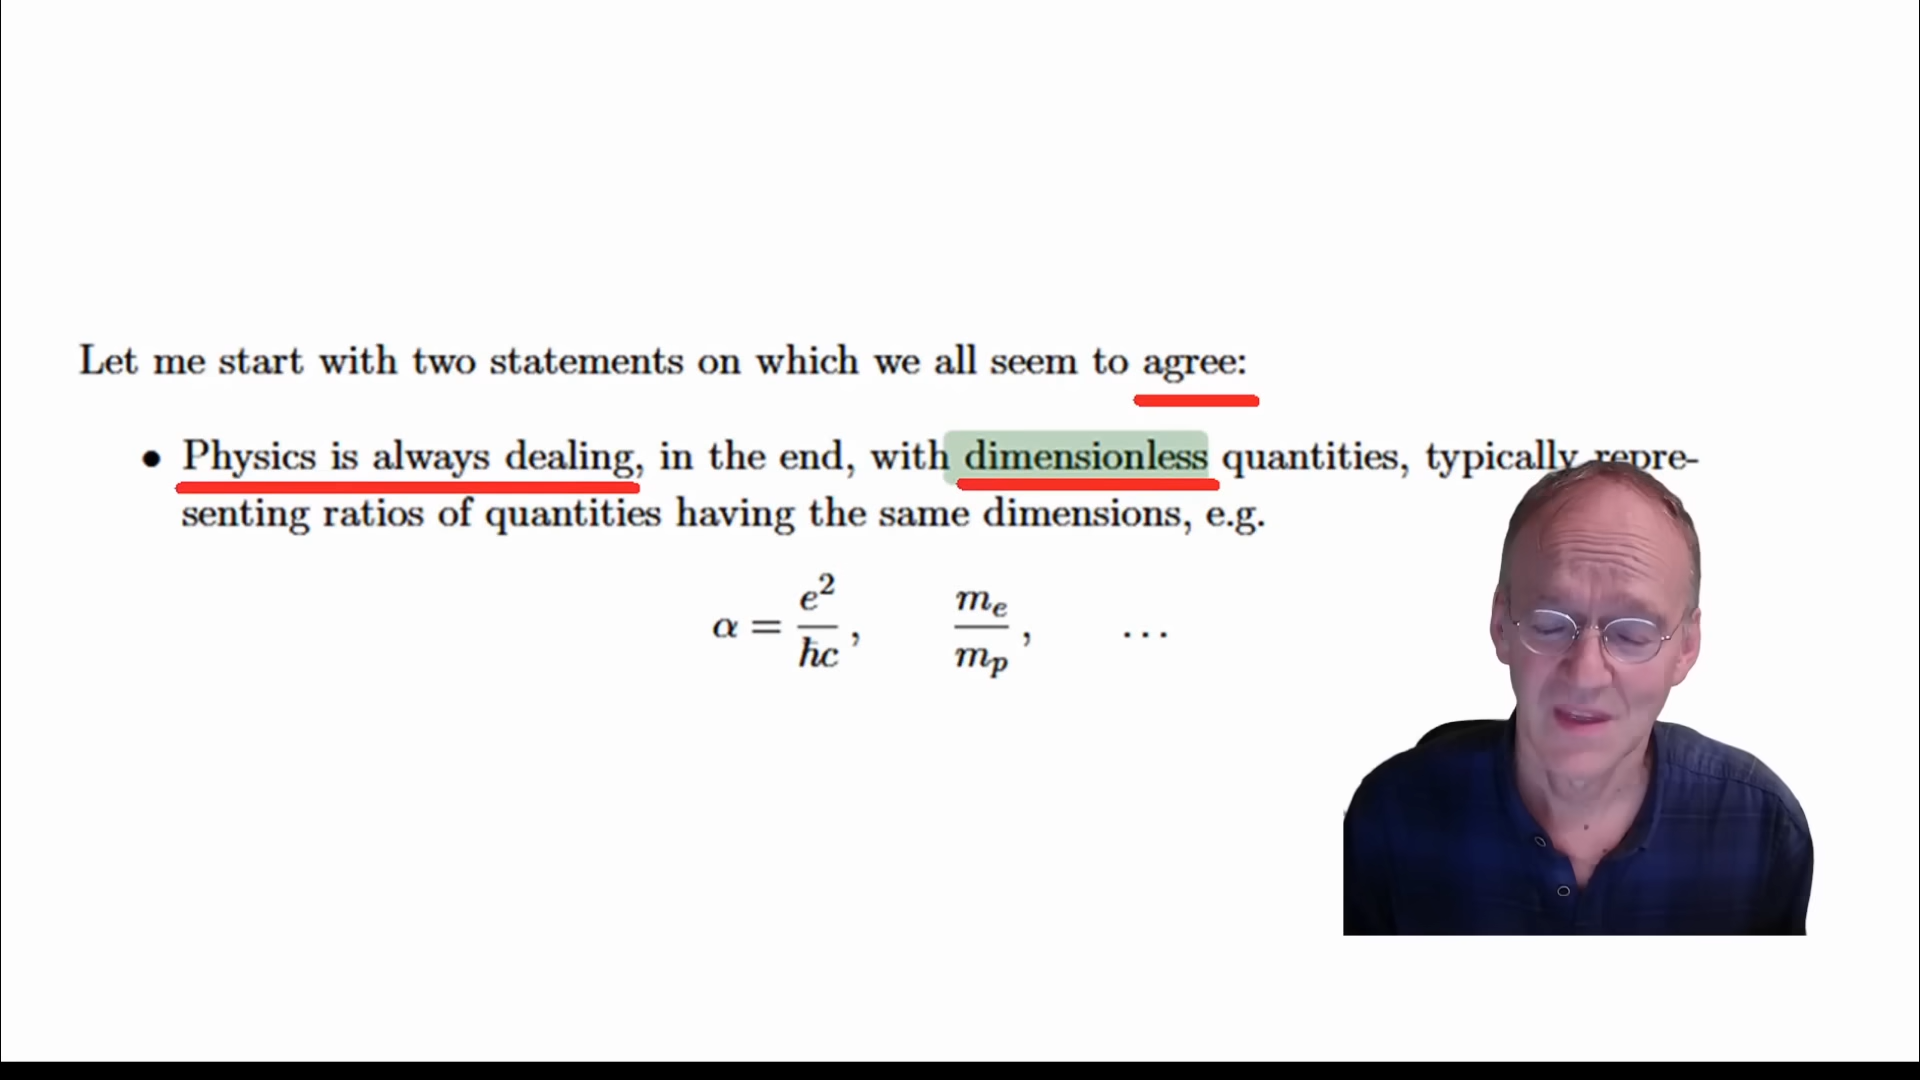 Let me start with two statements on which we all seem to agree:
• Physics is always dealing, in the end, with dimensionless quantities, typically repre-
senting ratios of quantities having the same dimensions, e.g.
α = e²/ħc, mₑ/mₚ, ...